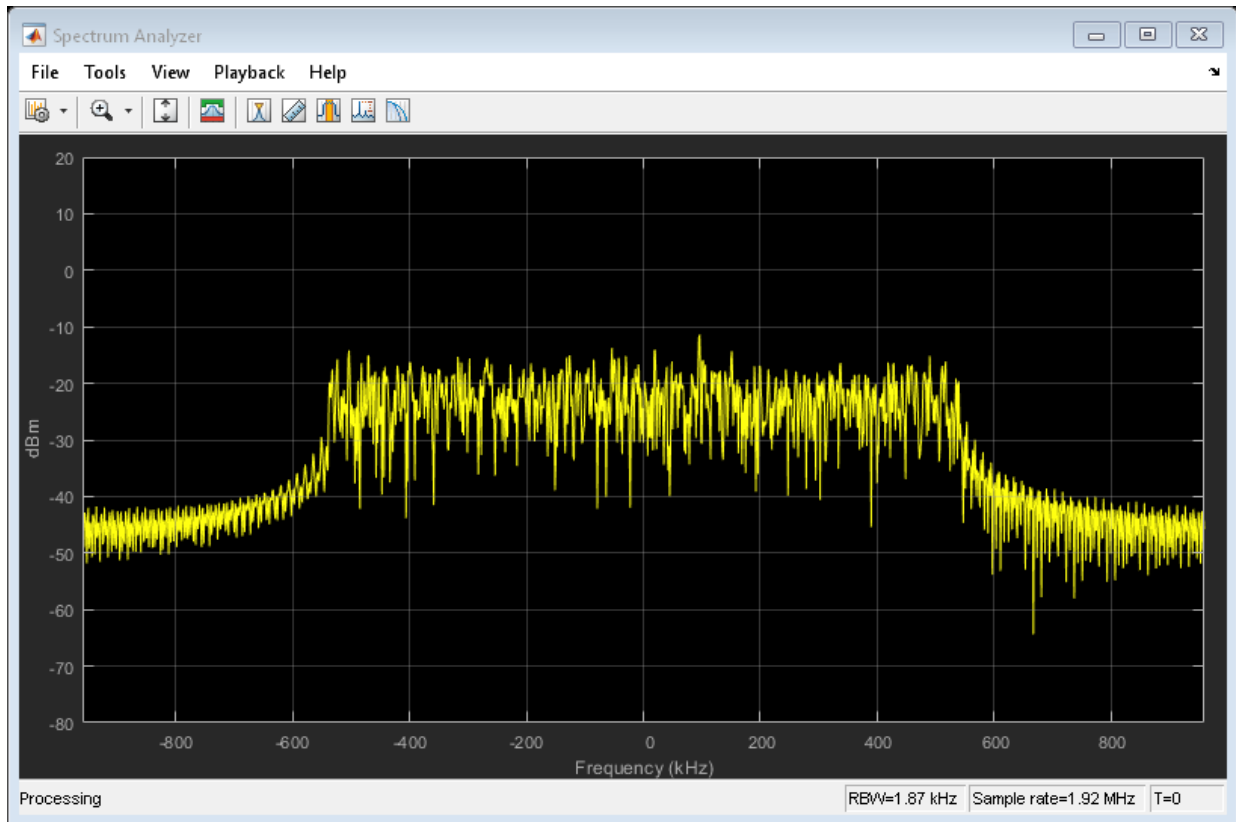 Spectrum Analyzer
File Tools View Playback Help
20
10
0
-10
-20
-30
-40
-50
-60
-70
-80
dBm
-800 -600 -400 -200 0 200 400 600 800
Frequency (kHz)
Processing RBW=1.87 kHz Sample rate=1.92 MHz T=0